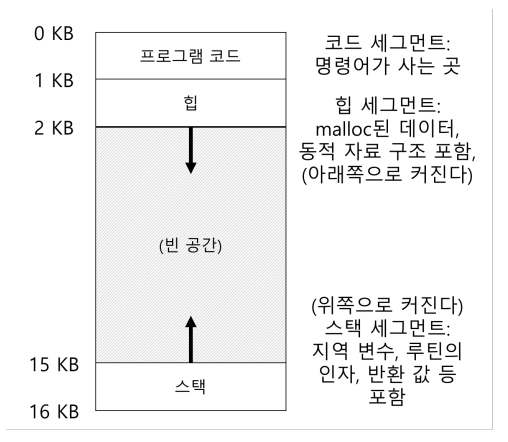 0 KB
프로그램 코드
1 KB
힙
2 KB
(빈 공간)
15 KB
스택
16 KB
코드 세그먼트:
명령어가 사는 곳
힙 세그먼트:
malloc된 데이터,
동적 자료 구조 포함,
(아래쪽으로 커진다)
(위쪽으로 커진다)
스택 세그먼트:
지역 변수, 루틴의
인자, 반환 값 등
포함